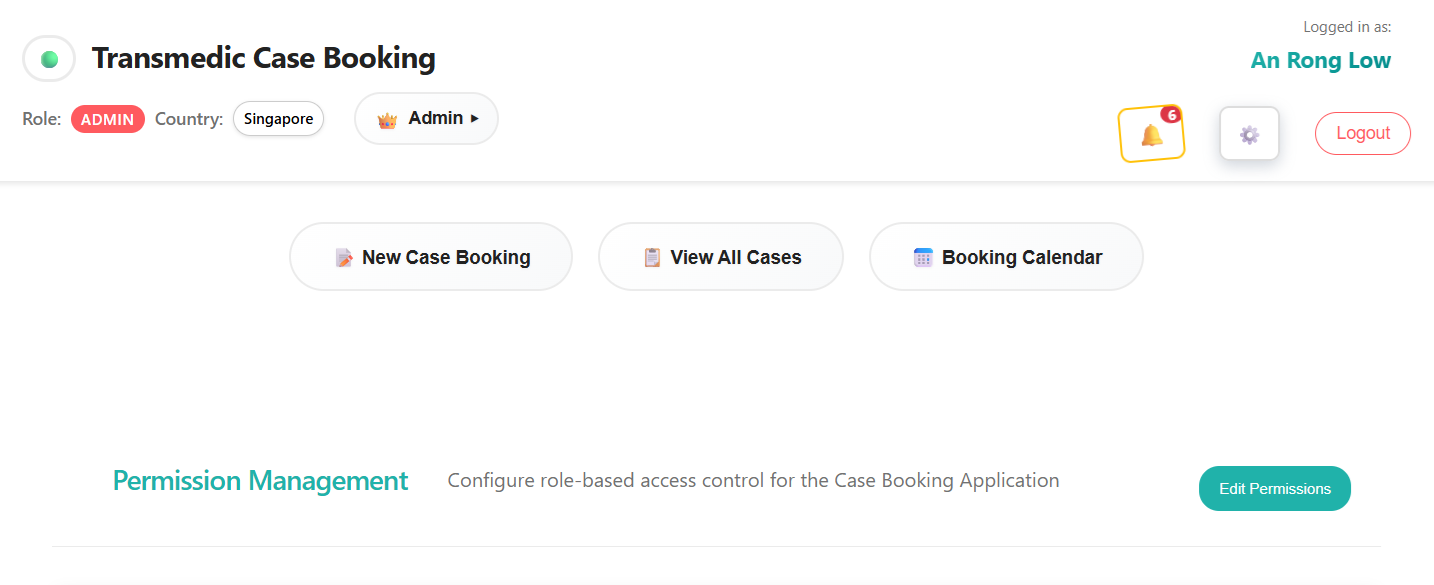 Logged in as:
Transmedic Case Booking
An Rong Low
Role: ADMIN Country: Singapore
Admin ▸
6
Logout
New Case Booking
View All Cases
Booking Calendar
Permission Management
Configure role-based access control for the Case Booking Application
Edit Permissions